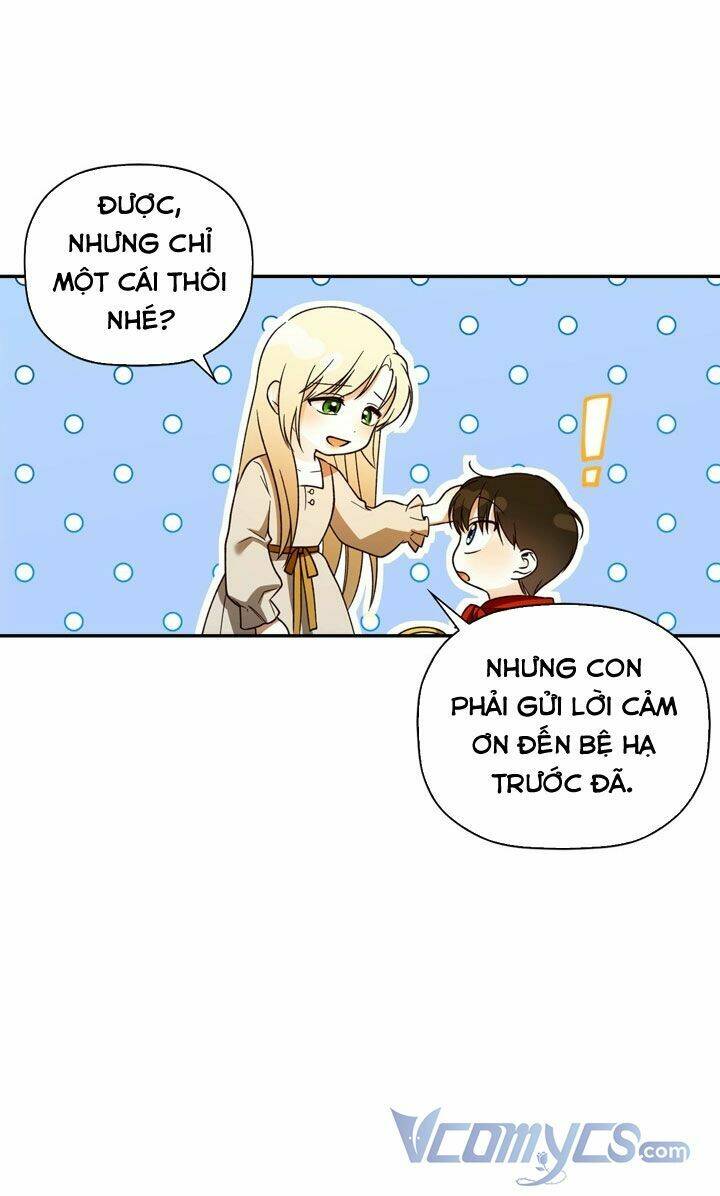 ĐƯỢC,
NHƯNG CHỈ
MỘT CÁI THÔI
NHÉ?
!
NHƯNG CON
PHẢI GỬI LỜI CẢM
ƠN ĐẾN BỆ HẠ
TRƯỚC ĐÃ.
VCOMYCS.com